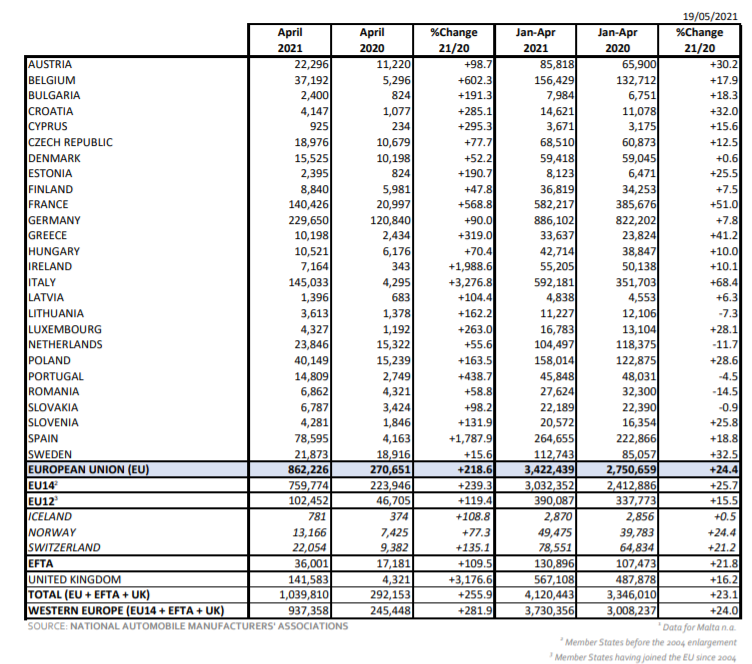 19/05/2021
April April %Change Jan-Apr Jan-Apr %Change
2021 2020 21/20 2021 2020 21/20
AUSTRIA 22,296 11,220 +98.7 85,818 65,900 +30.2
BELGIUM 37,192 5,296 +602.3 156,429 132,712 +17.9
BULGARIA 2,400 824 +191.3 7,984 6,751 +18.3
CROATIA 4,147 1,077 +285.1 14,621 11,078 +32.0
CYPRUS 925 234 +295.3 3,671 3,175 +15.6
CZECH REPUBLIC 18,976 10,679 +77.7 68,510 60,873 +12.5
DENMARK 15,525 10,198 +52.2 59,418 59,045 +0.6
ESTONIA 2,395 824 +190.7 8,123 6,471 +25.5
FINLAND 8,840 5,981 +47.8 36,819 34,253 +7.5
FRANCE 140,426 20,997 +568.8 582,217 385,676 +51.0
GERMANY 229,650 120,840 +90.0 886,102 822,202 +7.8
GREECE 10,198 2,434 +319.0 33,637 23,824 +41.2
HUNGARY 10,521 6,176 +70.4 42,714 38,847 +10.0
IRELAND 7,164 343 +1,988.6 55,205 50,138 +10.1
ITALY 145,033 4,295 +3,276.8 592,181 351,703 +68.4
LATVIA 1,396 683 +104.4 4,838 4,553 +6.3
LITHUANIA 3,613 1,378 +162.2 11,227 12,106 -7.3
LUXEMBOURG 4,327 1,192 +263.0 16,783 13,104 +28.1
NETHERLANDS 23,846 15,322 +55.6 104,497 118,375 -11.7
POLAND 40,149 15,239 +163.5 158,014 122,875 +28.6
PORTUGAL 14,809 2,749 +438.7 45,848 48,031 -4.5
ROMANIA 6,862 4,321 +58.8 27,624 32,300 -14.5
SLOVAKIA 6,787 3,424 +98.2 22,189 22,390 -0.9
SLOVENIA 4,281 1,846 +131.9 20,572 16,354 +25.8
SPAIN 78,595 4,163 +1,787.9 264,655 222,866 +18.8
SWEDEN 21,873 18,916 +15.6 112,743 85,057 +32.5
EUROPEAN UNION (EU) 862,226 270,651 +218.6 3,422,439 2,750,659 +24.4
EU14² 759,774 223,946 +239.3 3,032,352 2,412,886 +25.7
EU12³ 102,452 46,705 +119.4 390,087 337,773 +15.5
ICELAND 781 374 +108.8 2,870 2,856 +0.5
NORWAY 13,166 7,425 +77.3 49,475 39,783 +24.4
SWITZERLAND 22,054 9,382 +135.1 78,551 64,834 +21.2
EFTA 36,001 17,181 +109.5 130,896 107,473 +21.8
UNITED KINGDOM 141,583 4,321 +3,176.6 567,108 487,878 +16.2
TOTAL (EU + EFTA + UK) 1,039,810 292,153 +255.9 4,120,443 3,346,010 +23.1
WESTERN EUROPE (EU14 + EFTA + UK) 937,358 245,448 +281.9 3,730,356 3,008,237 +24.0
SOURCE: NATIONAL AUTOMOBILE MANUFACTURERS' ASSOCIATIONS
¹ Data for Malta n.a.
² Member States before the 2004 enlargement
³ Member States having joined the EU since 2004